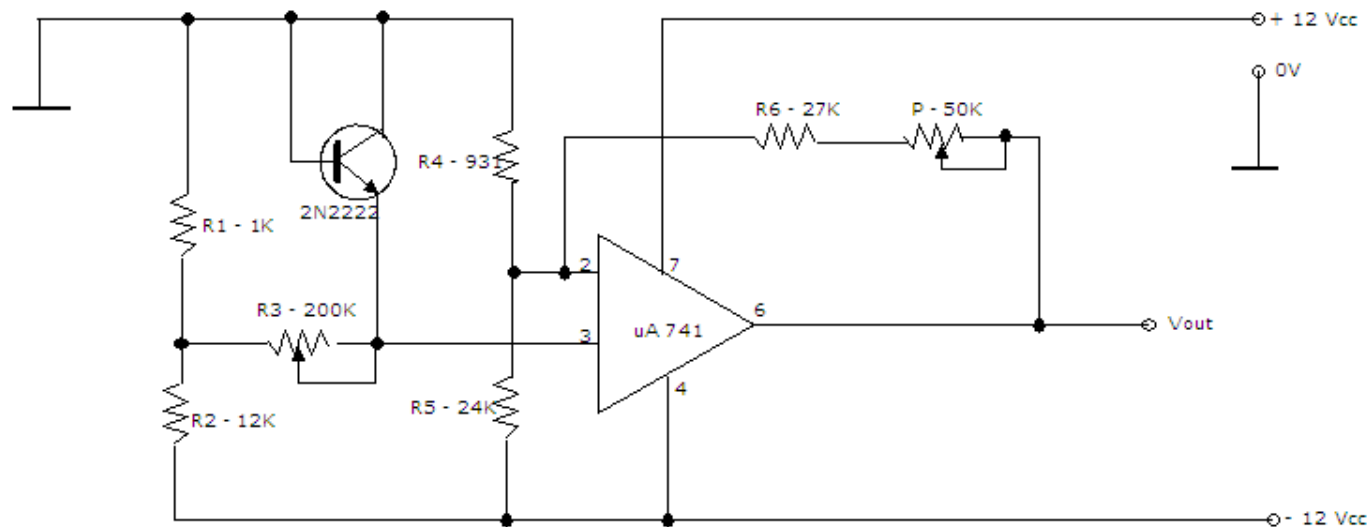 + 12 Vcc
0V
R6 - 27K
P - 50K
R4 - 931
2N2222
R1 - 1K
2
7
R3 - 200K
6
uA 741
Vout
3
4
R5 - 24K
R2 - 12K
- 12 Vcc